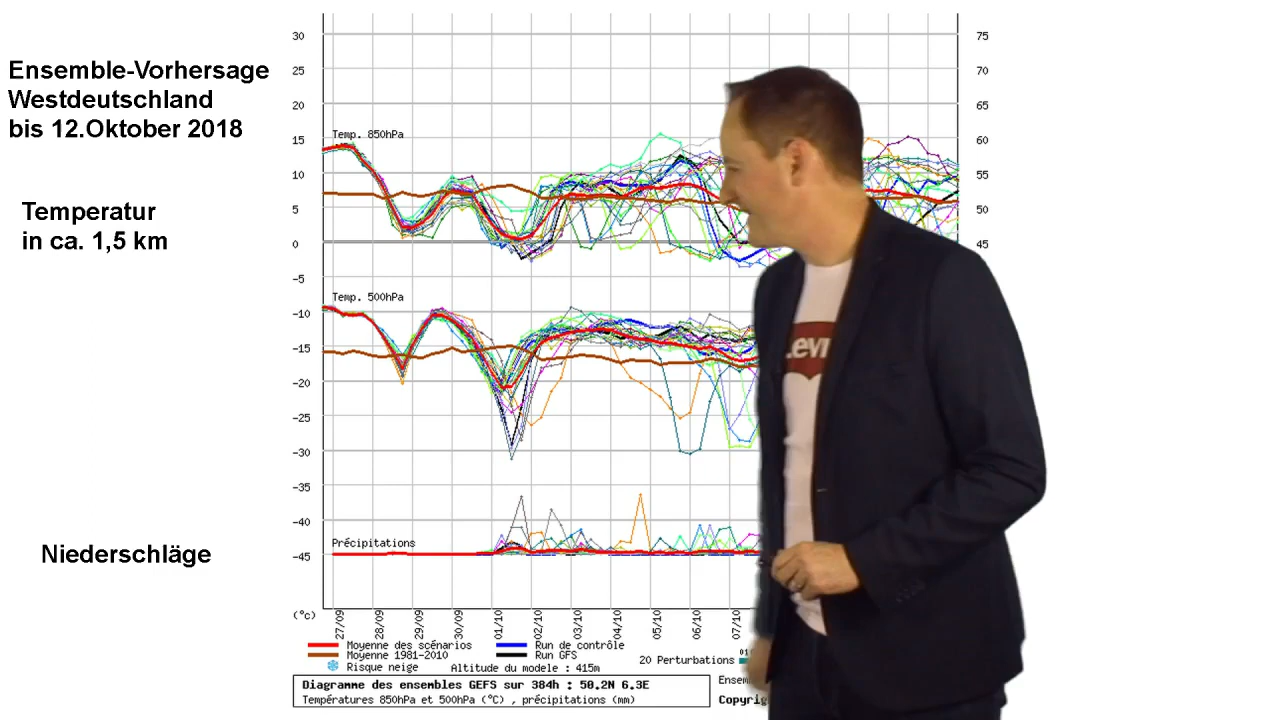 Ensemble-Vorhersage
Westdeutschland
bis 12.Oktober 2018
Temperatur
in ca. 1,5 km
Niederschläge
30
25
20
15
10
5
0
-5
-10
-15
-20
-25
-30
-35
-40
-45
(°c)
75
70
65
60
55
50
45
Temp. 850hPa
Temp. 500hPa
Précipitations
27/09
28/09
29/09
30/09
01/10
02/10
03/10
04/10
05/10
06/10
07/10
Moyenne des scénarios
Run de contrôle
Moyenne 1981-2010
Run GFS
Risque neige
Altitude du modele : 415m
20 Perturbations
Diagramme des ensembles GEFS sur 384h : 50.2N 6.3E
Températures 850hPa et 500hPa (°C) , précipitations (mm)